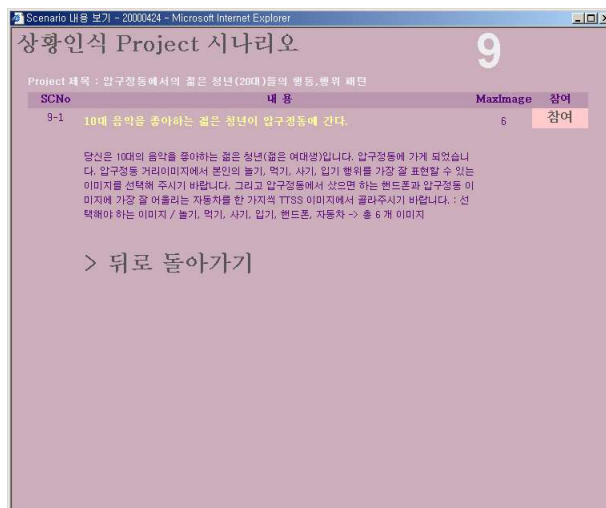 Scenario 내용 보기 - 20000424 - Microsoft Internet Explorer
상황인식 Project 시나리오
9
Project 제목 : 압구정동에서의 젊은 청년(20대)들의 행동,행위 패턴
SCNo 내 용 MaxImage 참여
9-1 10대 음악을 좋아하는 젊은 청년이 압구정동에 간다. 6 참여
당신은 10대의 음악을 좋아하는 젊은 청년(젊은 여대생)입니다. 압구정동에 가게 되었습니
다. 압구정동 거리이미지에서 본인의 놀기, 먹기, 사기, 입기 행위를 가장 잘 표현할 수 있는
이미지를 선택해 주시기 바랍니다. 그리고 압구정동에서 샀으면 하는 핸드폰과 압구정동 이
미지에 가장 잘 어울리는 자동차를 한 가지씩 TTSS 이미지에서 골라주시기 바랍니다. : 선
택해야 하는 이미지 / 놀기, 먹기, 사기, 입기, 핸드폰, 자동차 -> 총 6 개 이미지
> 뒤로 돌아가기